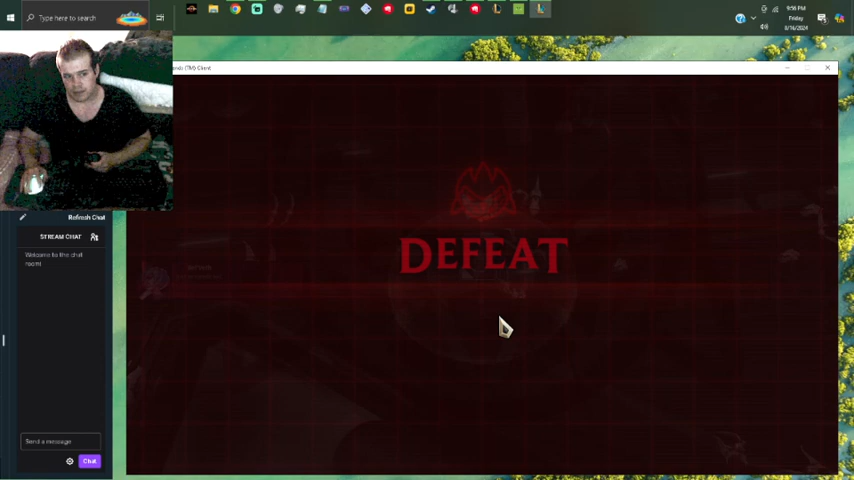 Type here to search
9:56 PM
Friday
8/16/2024
(TM) Client
Refresh Chat
STREAM CHAT
Welcome to the chat
room!
DEFEAT
Send a message
Chat